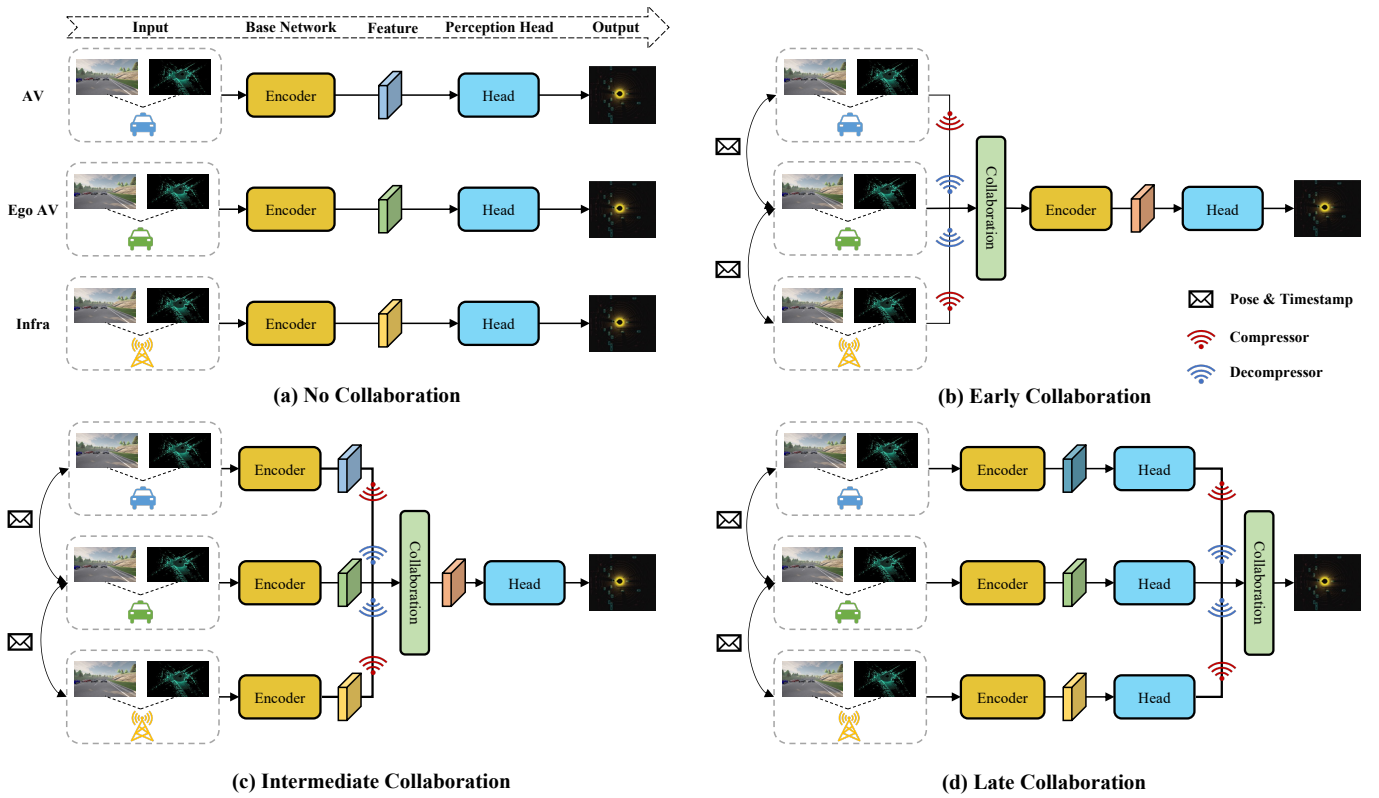 Input Base Network Feature Perception Head Output
AV
Encoder
Head
Ego AV
Encoder
Head
Infra
Encoder
Head
(a) No Collaboration
Collaboration
Encoder
Head
Pose & Timestamp
Compressor
Decompressor
(b) Early Collaboration
Encoder
Encoder
Collaboration
Head
Encoder
(c) Intermediate Collaboration
Encoder
Head
Encoder
Head
Collaboration
Encoder
Head
(d) Late Collaboration